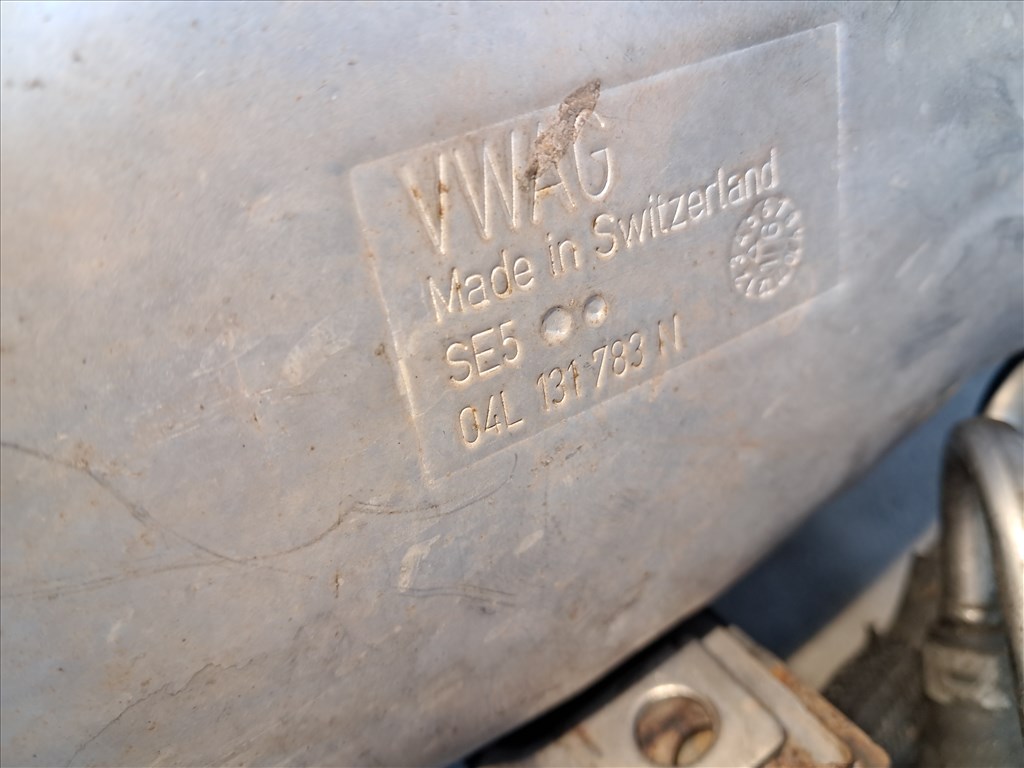 VWAG
Made in Switzerland
SE5
04L 131 783